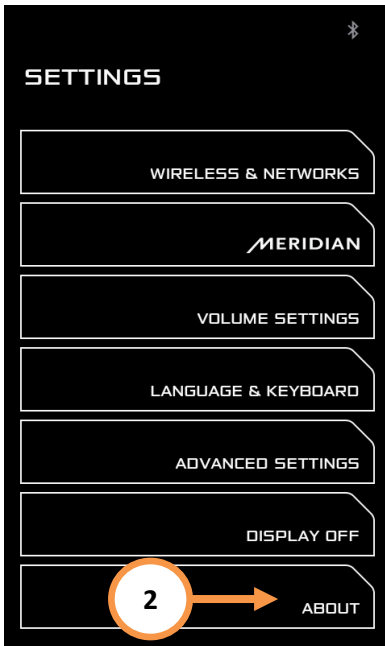 SETTINGS
WIRELESS & NETWORKS
MERIDIAN
VOLUME SETTINGS
LANGUAGE & KEYBOARD
ADVANCED SETTINGS
DISPLAY OFF
2
ABOUT